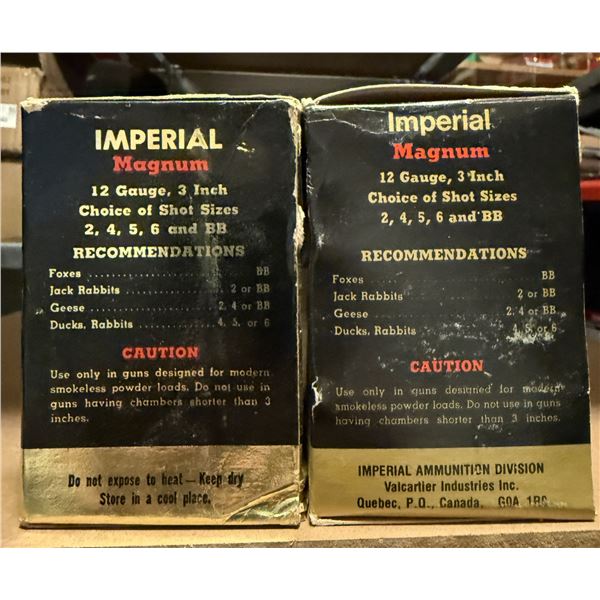 IMPERIAL
Magnum
12 Gauge, 3 Inch
Choice of Shot Sizes
2, 4, 5, 6 and BB
RECOMMENDATIONS
Foxes .......................... BB
Jack Rabbits .............. 2 or BB
Geese .................... 2, 4 or BB
Ducks, Rabbits ........... 4, 5, or 6
CAUTION
Use only in guns designed for modern
smokeless powder loads. Do not use in
guns having chambers shorter than 3
inches.
Do not expose to heat — Keep dry
Store in a cool place.
Imperial
Magnum
12 Gauge, 3 Inch
Choice of Shot Sizes
2, 4, 5, 6 and BB
RECOMMENDATIONS
Foxes .......................... BB
Jack Rabbits .............. 2 or BB
Geese .................... 2, 4 or BB
Ducks, Rabbits ........... 4, 5, or 6
CAUTION
Use only in guns designed for modern
smokeless powder loads. Do not use in guns
having chambers shorter than 3 inches.
IMPERIAL AMMUNITION DIVISION
Valcartier Industries Inc.
Quebec, P.Q., Canada. G0A